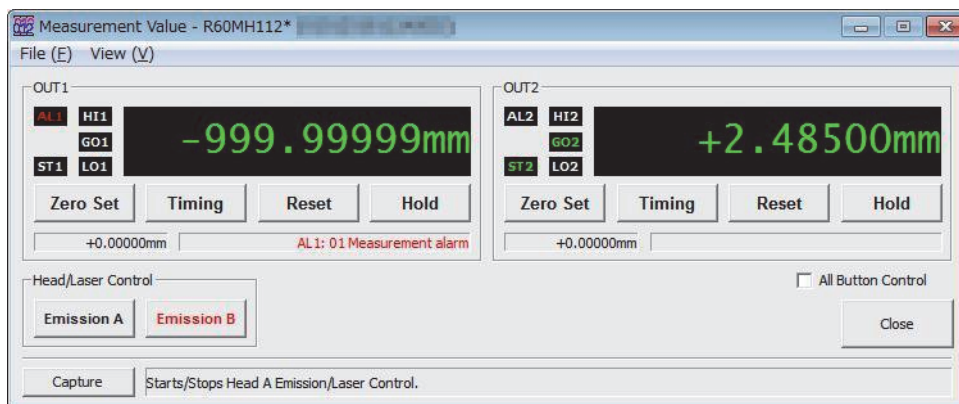 Measurement Value - R60MH112*
File (F) View (V)
OUT1
AL1 HI1
GO1
ST1 LO1
-999.99999mm
Zero Set Timing Reset Hold
+0.00000mm AL1: 01 Measurement alarm
OUT2
AL2 HI2
GO2
ST2 LO2
+2.48500mm
Zero Set Timing Reset Hold
+0.00000mm
Head/Laser Control
Emission A Emission B
All Button Control
Close
Capture Starts/Stops Head A Emission/Laser Control.